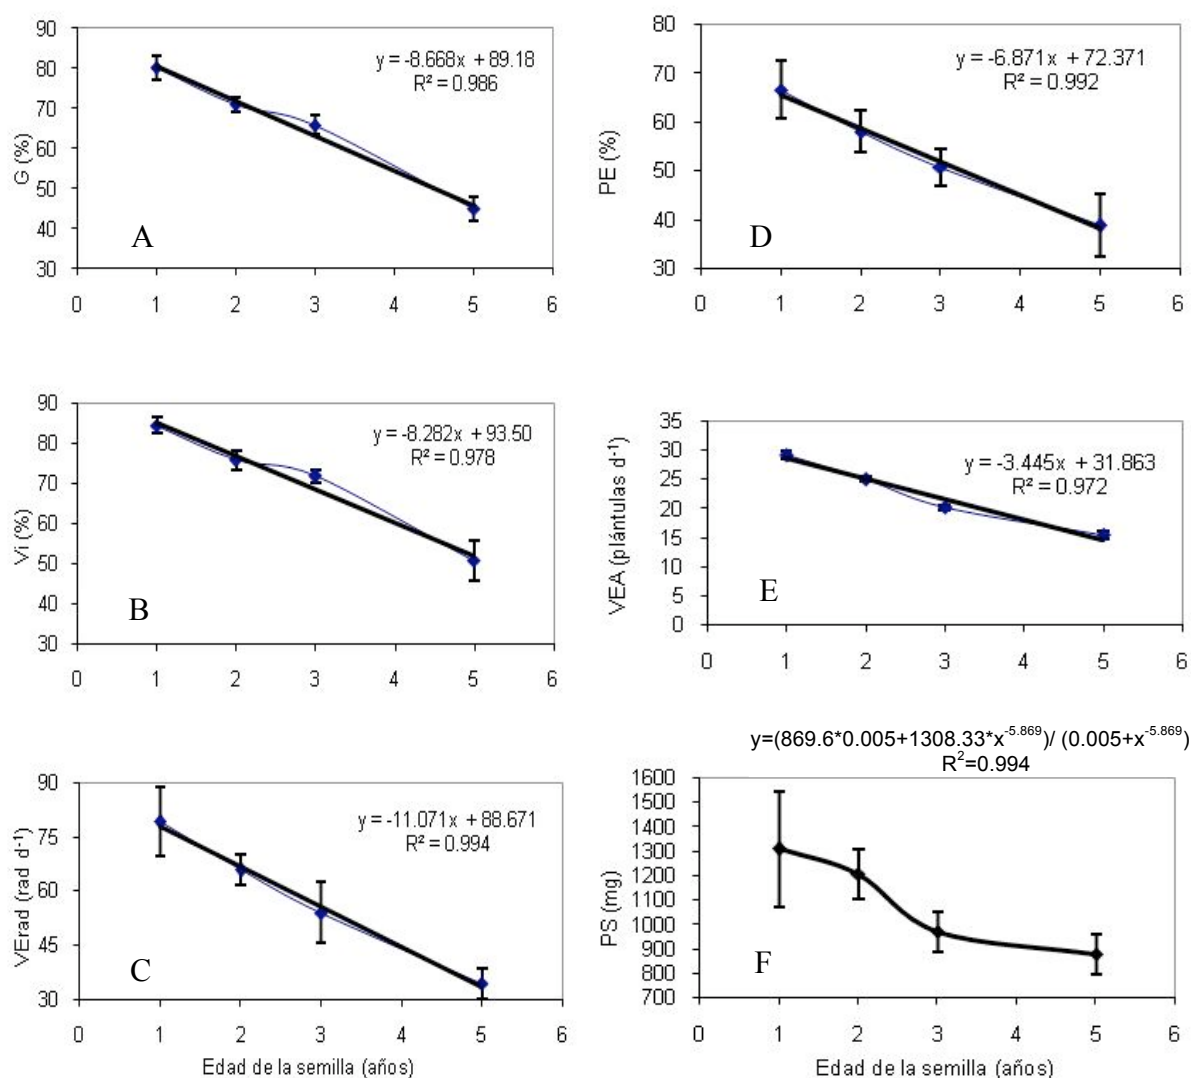 90
80
70
60
50
40
30
G (%)
y = -8.668x + 89.18
R² = 0.986
A
0 1 2 3 4 5 6
80
70
60
50
40
30
PE (%)
y = -6.871x + 72.371
R² = 0.992
D
0 1 2 3 4 5 6
90
80
70
60
50
40
30
Vi (%)
y = -8.282x + 93.50
R² = 0.978
B
0 1 2 3 4 5 6
35
30
25
20
15
10
5
0
VEA (plántulas d⁻¹)
y = -3.445x + 31.863
R² = 0.972
E
0 1 2 3 4 5 6
90
75
60
45
30
VErad (rad d⁻¹)
y = -11.071x + 88.671
R² = 0.994
C
0 1 2 3 4 5 6
Edad de la semilla (años)
y=(869.6*0.005+1308.33*x^-5.869)/ (0.005+x^-5.869)
R²=0.994
1600
1500
1400
1300
1200
1100
1000
900
800
700
PS (mg)
F
0 1 2 3 4 5 6
Edad de la semilla (años)